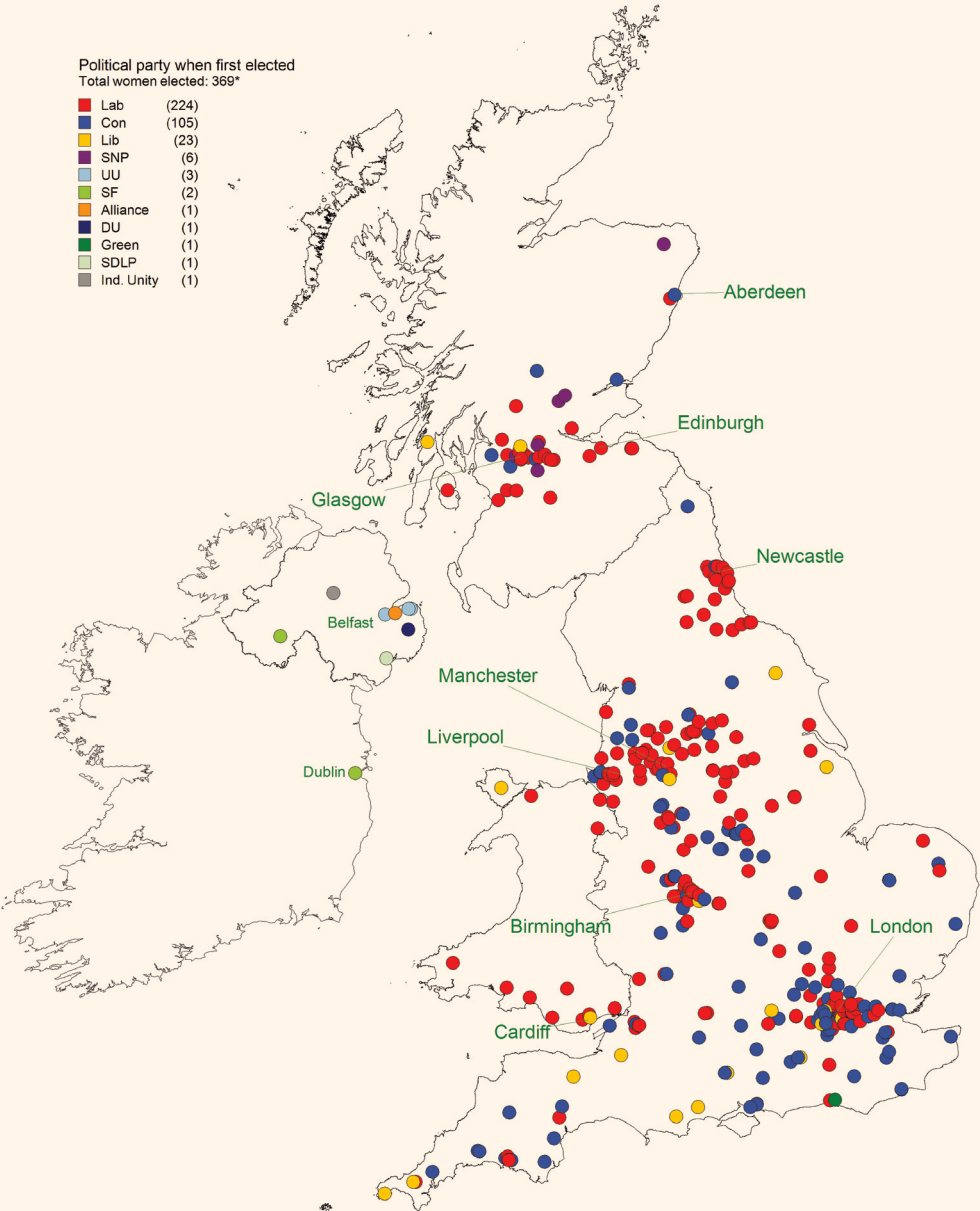 Political party when first elected
Total women elected: 369*
Lab (224)
Con (105)
Lib (23)
SNP (6)
UU (3)
SF (2)
Alliance (1)
DU (1)
Green (1)
SDLP (1)
Ind. Unity (1)
Aberdeen
Edinburgh
Glasgow
Newcastle
Belfast
Manchester
Liverpool
Dublin
Birmingham
London
Cardiff